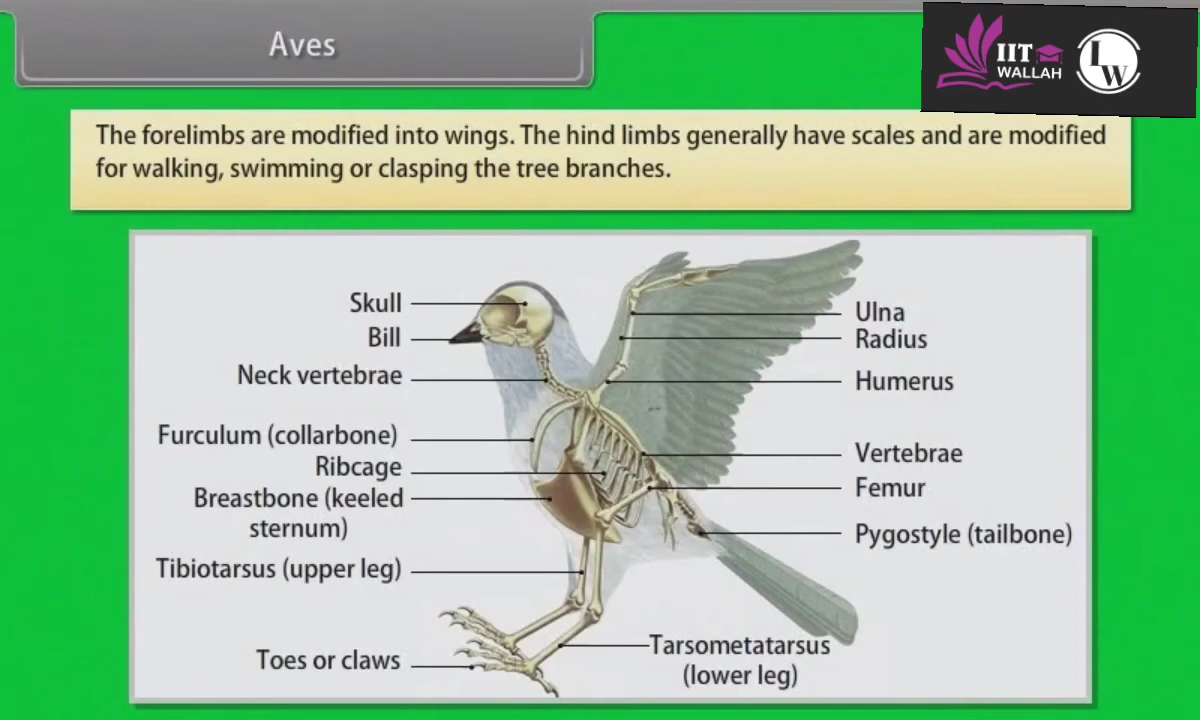 Aves
IIT
WALLAH
LW
The forelimbs are modified into wings. The hind limbs generally have scales and are modified
for walking, swimming or clasping the tree branches.
Skull
Bill
Neck vertebrae
Furculum (collarbone)
Ribcage
Breastbone (keeled
sternum)
Tibiotarsus (upper leg)
Toes or claws
Ulna
Radius
Humerus
Vertebrae
Femur
Pygostyle (tailbone)
Tarsometatarsus
(lower leg)